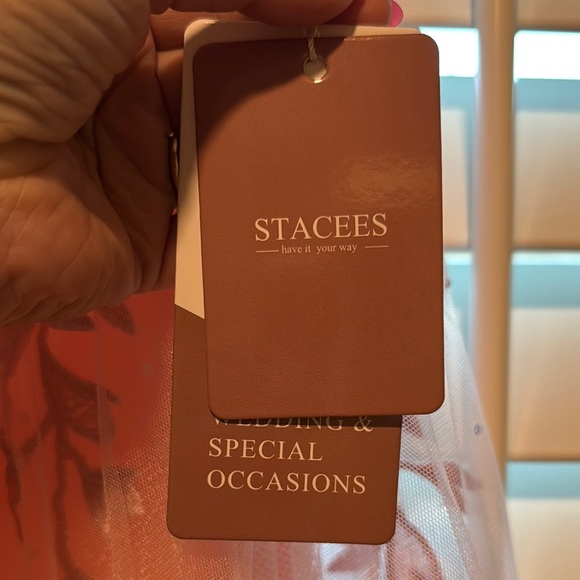 STACEES
have it your way
WEDDING &
SPECIAL
OCCASIONS